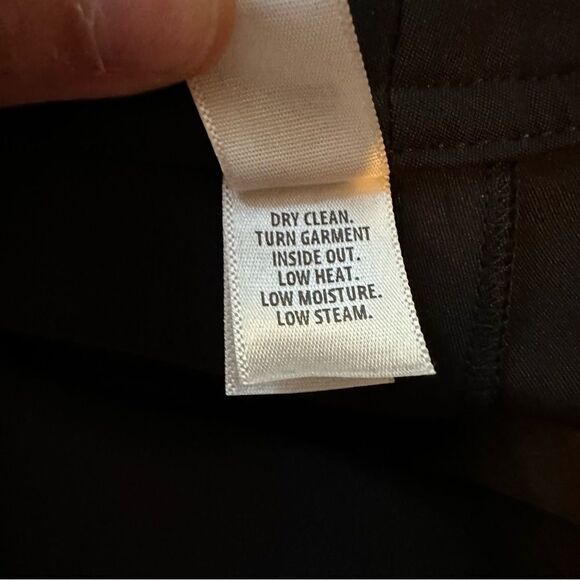 DRY CLEAN.
TURN GARMENT
INSIDE OUT.
LOW HEAT.
LOW MOISTURE.
LOW STEAM.